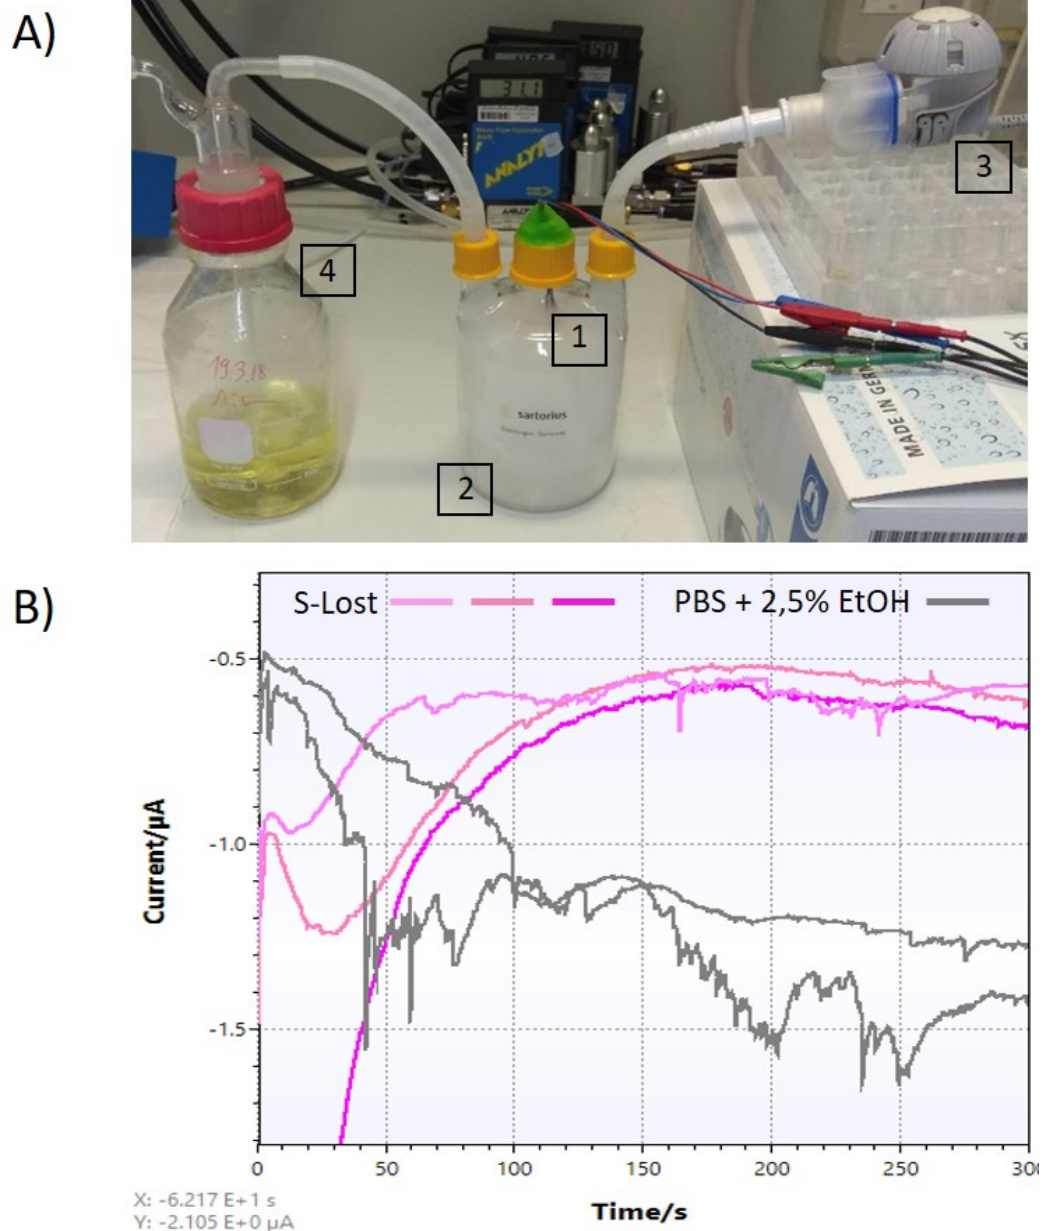 A)
31.1
ANALYT
3
4
1
19.3.18
sartorius
Goettingen, Germany
MADE IN GERM
2
B)
S-Lost
PBS + 2,5% EtOH
-0.5
-1.0
-1.5
Current/µA
0 50 100 150 200 250 300
X: -6.217 E+1 s
Y: -2.105 E+0 µA
Time/s